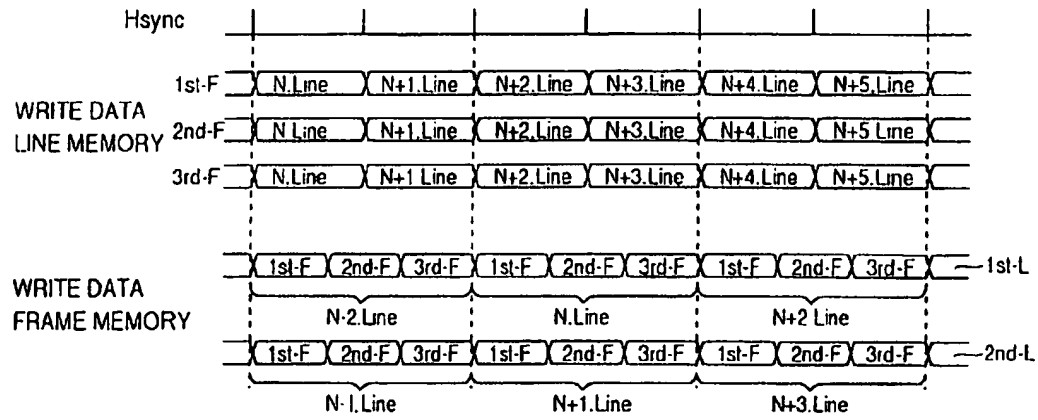 Hsync
1st-F N.Line N+1.Line N+2.Line N+3.Line N+4.Line N+5.Line
WRITE DATA
LINE MEMORY
2nd-F N.Line N+1.Line N+2.Line N+3.Line N+4.Line N+5 Line
3rd-F N.Line N+1 Line N+2.Line N+3.Line N+4.Line N+5.Line
1st-F 2nd-F 3rd-F 1st-F 2nd-F 3rd-F 1st-F 2nd-F 3rd-F 1st-L
WRITE DATA
FRAME MEMORY
N-2.Line N.Line N+2 Line
1st-F 2nd-F 3rd-F 1st-F 2nd-F 3rd-F 1st-F 2nd-F 3rd-F 2nd-L
N-1.Line N+1.Line N+3.Line